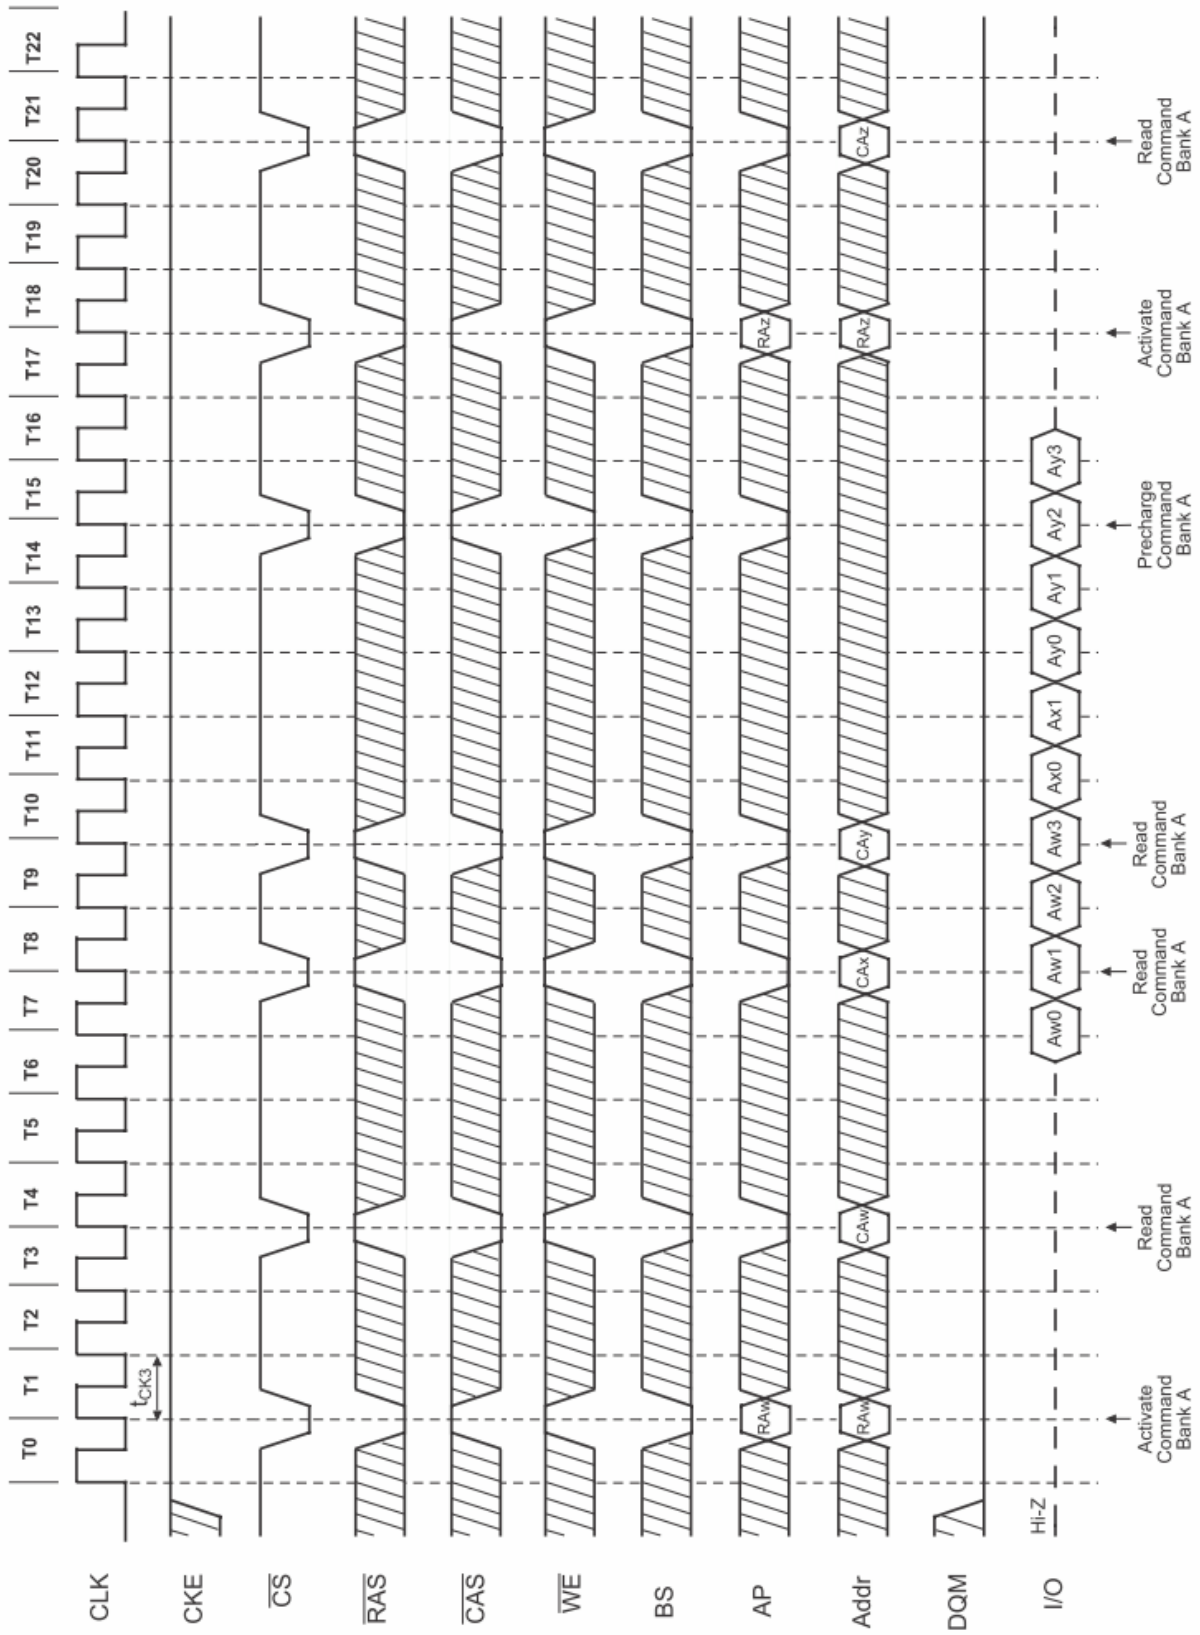 T0 T1 T2 T3 T4 T5 T6 T7 T8 T9 T10 T11 T12 T13 T14 T15 T16 T17 T18 T19 T20 T21 T22
CLK
tCK3
CKE
CS
RAS
CAS
WE
BS
AP
RAw RAz
Addr
RAw CAw CAx CAy RAz CAz
DQM
I/O
Hi-Z
Aw0 Aw1 Aw2 Aw3 Ax0 Ax1 Ay0 Ay1 Ay2 Ay3
Activate
Command
Bank A
Read
Command
Bank A
Read
Command
Bank A
Read
Command
Bank A
Precharge
Command
Bank A
Activate
Command
Bank A
Read
Command
Bank A